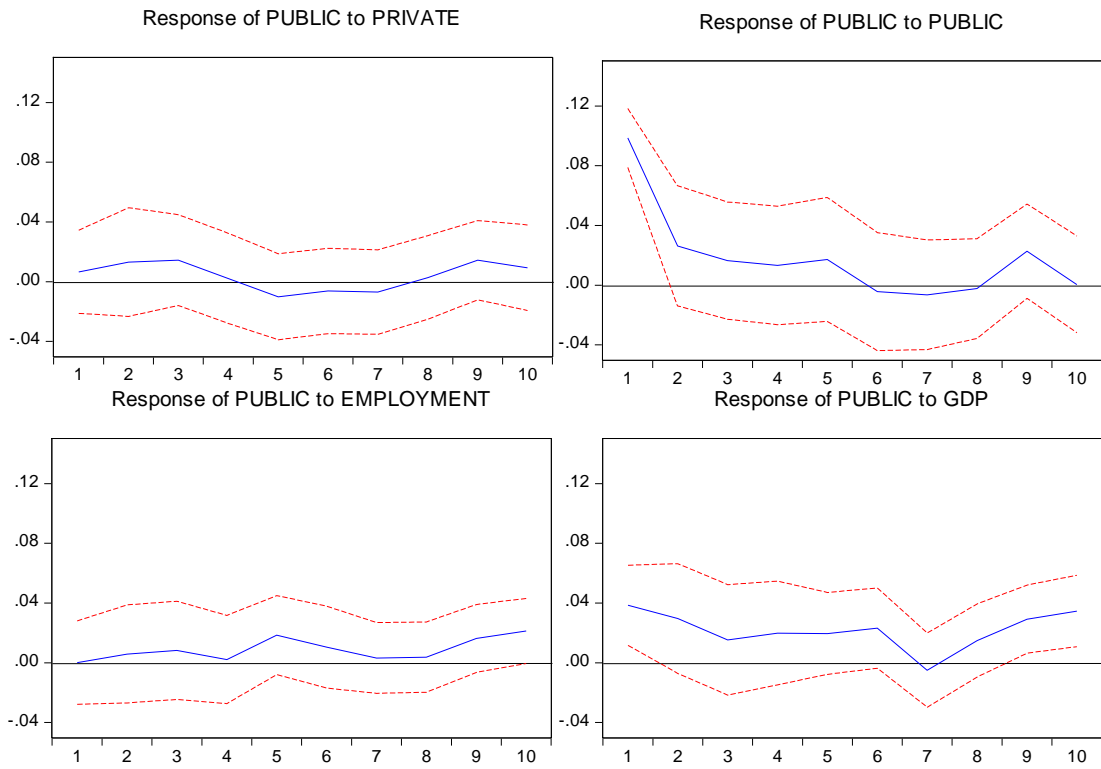 Response of PUBLIC to PRIVATE
.12
.08
.04
.00
-.04
1 2 3 4 5 6 7 8 9 10
Response of PUBLIC to PUBLIC
.12
.08
.04
.00
-.04
1 2 3 4 5 6 7 8 9 10
Response of PUBLIC to EMPLOYMENT
.12
.08
.04
.00
-.04
1 2 3 4 5 6 7 8 9 10
Response of PUBLIC to GDP
.12
.08
.04
.00
-.04
1 2 3 4 5 6 7 8 9 10